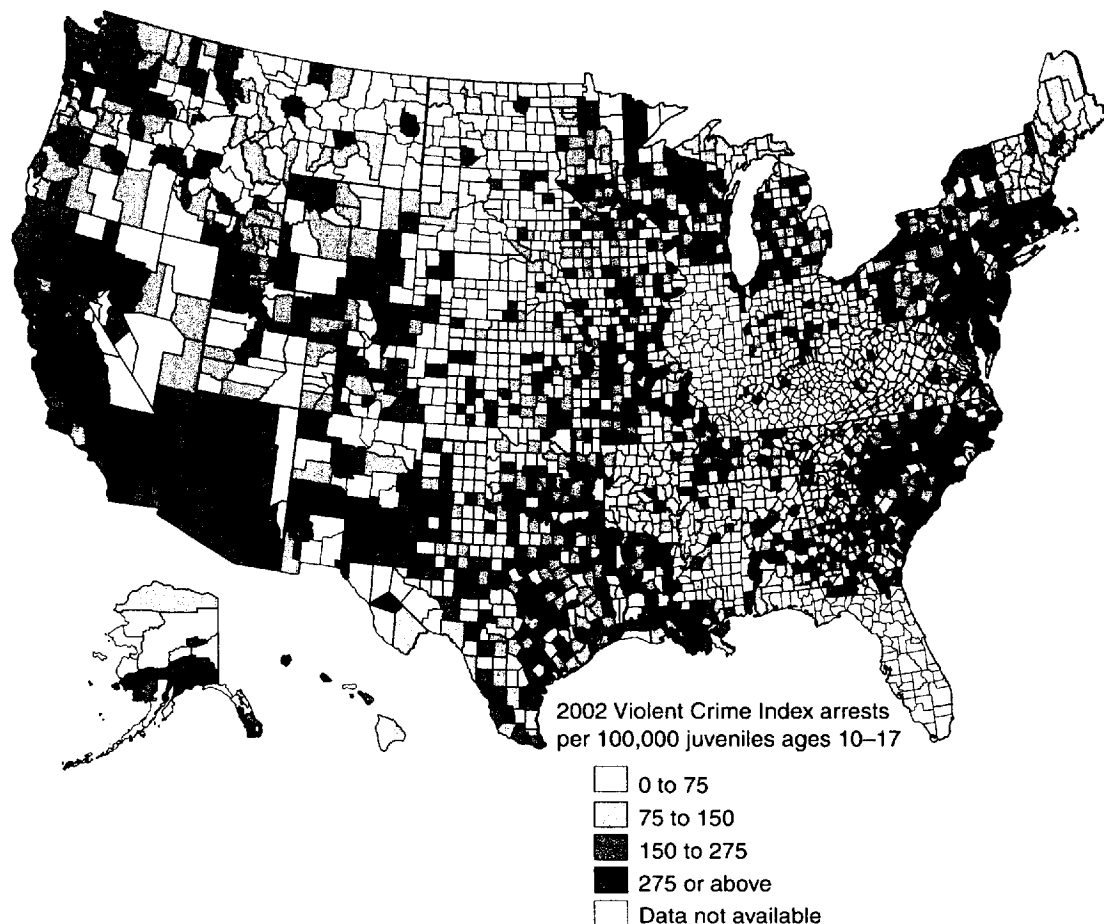 2002 Violent Crime Index arrests
per 100,000 juveniles ages 10–17
0 to 75
75 to 150
150 to 275
275 or above
Data not available